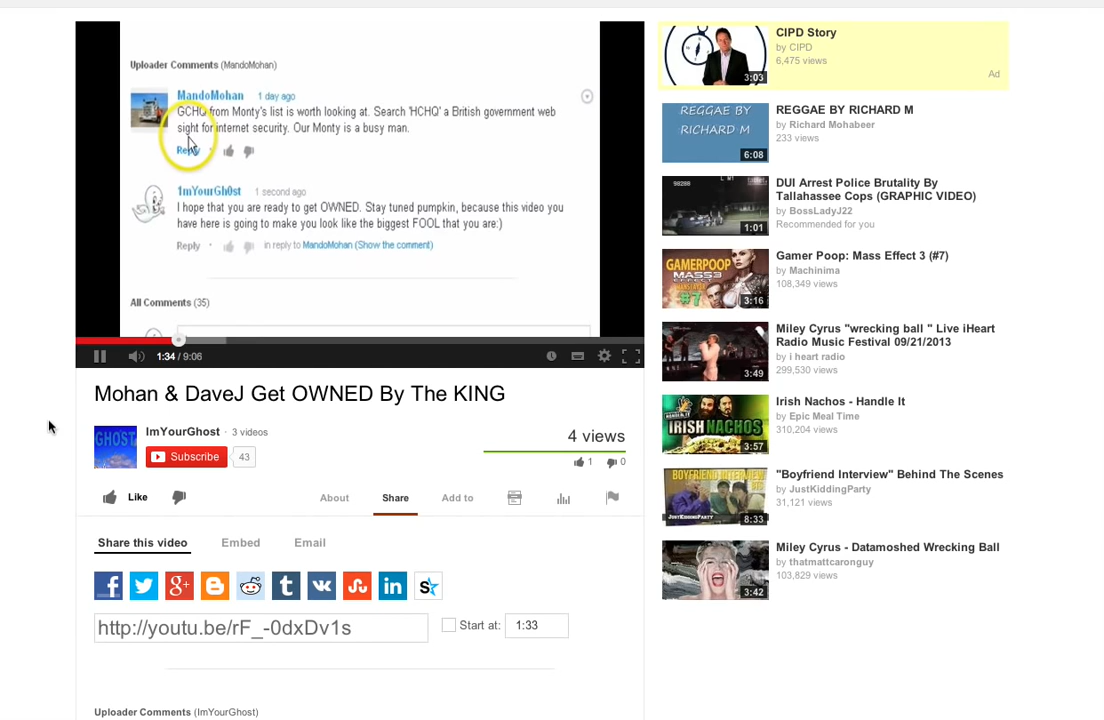 Uploader Comments (MandoMohan)
MandoMohan 1 day ago
GCHQ from Monty's list is worth looking at. Search 'HCHQ' a British government web
sight for internet security. Our Monty is a busy man.
Reply
1mYourGh0st 1 second ago
I hope that you are ready to get OWNED. Stay tuned pumpkin, because this video you
have here is going to make you look like the biggest FOOL that you are:)
Reply in reply to MandoMohan (Show the comment)
All Comments (35)
1:34 / 9:06
Mohan & DaveJ Get OWNED By The KING
GHOST
ImYourGhost · 3 videos
Subscribe 43
4 views
1 0
Like
About Share Add to
Share this video Embed Email
http://youtu.be/rF_-0dxDv1s
Start at: 1:33
Uploader Comments (ImYourGhost)
3:03
CIPD Story
by CIPD
6,475 views
Ad
REGGAE BY
RICHARD M
6:08
REGGAE BY RICHARD M
by Richard Mohabeer
233 views
1:01
DUI Arrest Police Brutality By
Tallahassee Cops (GRAPHIC VIDEO)
by BossLadyJ22
Recommended for you
GAMERPOOP
#7
3:16
Gamer Poop: Mass Effect 3 (#7)
by Machinima
108,349 views
3:49
Miley Cyrus "wrecking ball " Live iHeart
Radio Music Festival 09/21/2013
by i heart radio
299,530 views
IRISH NACHOS
3:57
Irish Nachos - Handle It
by Epic Meal Time
310,204 views
BOYFRIEND INTERVIEW
JUSTKIDDINGPARTY
8:33
"Boyfriend Interview" Behind The Scenes
by JustKiddingParty
31,121 views
3:42
Miley Cyrus - Datamoshed Wrecking Ball
by thatmattcaronguy
103,829 views